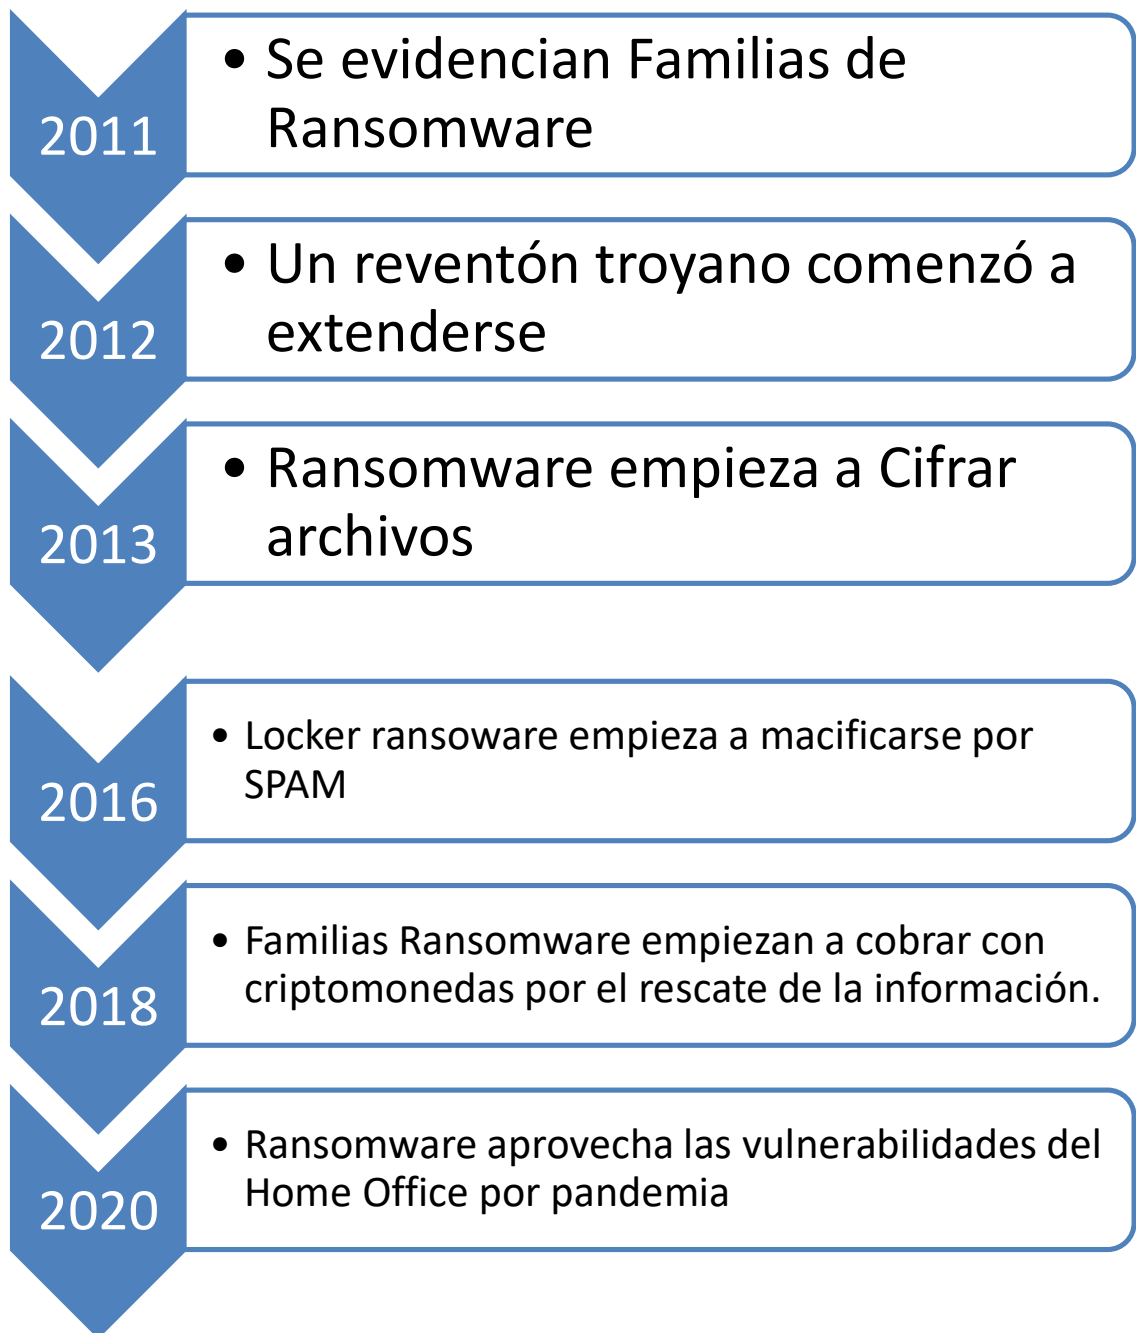 2011
• Se evidencian Familias de
Ransomware
2012
• Un reventón troyano comenzó a
extenderse
2013
• Ransomware empieza a Cifrar
archivos
2016
• Locker ransoware empieza a macificarse por
SPAM
2018
• Familias Ransomware empiezan a cobrar con
criptomonedas por el rescate de la información.
2020
• Ransomware aprovecha las vulnerabilidades del
Home Office por pandemia